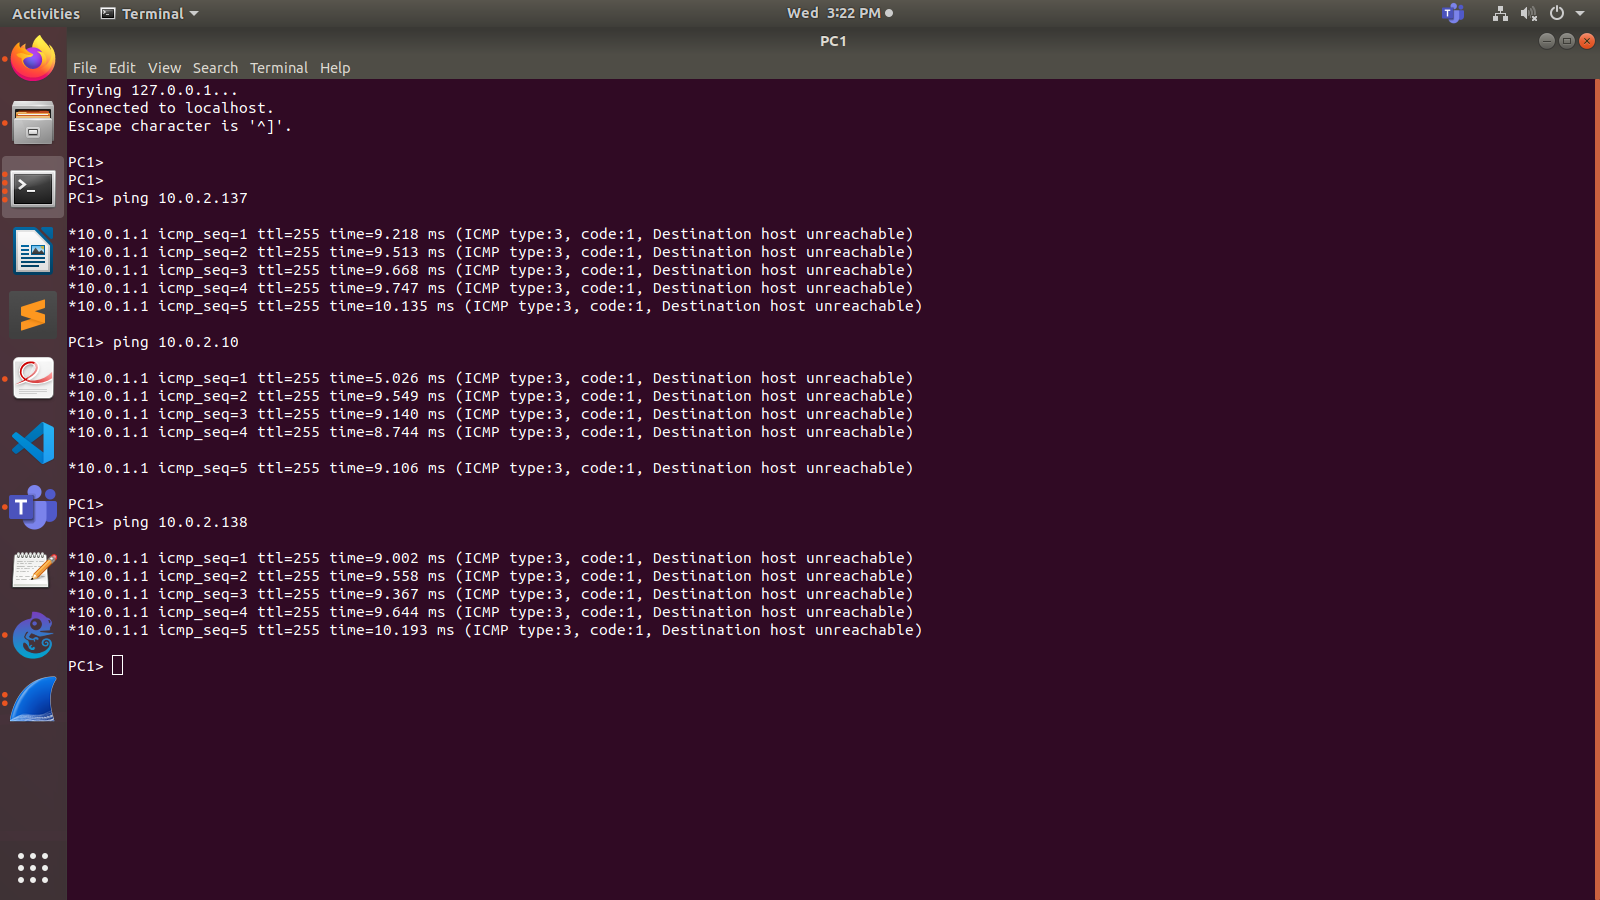 Activities Terminal Wed 3:22 PM
PC1
File Edit View Search Terminal Help
Trying 127.0.0.1...
Connected to localhost.
Escape character is '^]'.
PC1>
PC1>
PC1> ping 10.0.2.137
*10.0.1.1 icmp_seq=1 ttl=255 time=9.218 ms (ICMP type:3, code:1, Destination host unreachable)
*10.0.1.1 icmp_seq=2 ttl=255 time=9.513 ms (ICMP type:3, code:1, Destination host unreachable)
*10.0.1.1 icmp_seq=3 ttl=255 time=9.668 ms (ICMP type:3, code:1, Destination host unreachable)
*10.0.1.1 icmp_seq=4 ttl=255 time=9.747 ms (ICMP type:3, code:1, Destination host unreachable)
*10.0.1.1 icmp_seq=5 ttl=255 time=10.135 ms (ICMP type:3, code:1, Destination host unreachable)
PC1> ping 10.0.2.10
*10.0.1.1 icmp_seq=1 ttl=255 time=5.026 ms (ICMP type:3, code:1, Destination host unreachable)
*10.0.1.1 icmp_seq=2 ttl=255 time=9.549 ms (ICMP type:3, code:1, Destination host unreachable)
*10.0.1.1 icmp_seq=3 ttl=255 time=9.140 ms (ICMP type:3, code:1, Destination host unreachable)
*10.0.1.1 icmp_seq=4 ttl=255 time=8.744 ms (ICMP type:3, code:1, Destination host unreachable)
*10.0.1.1 icmp_seq=5 ttl=255 time=9.106 ms (ICMP type:3, code:1, Destination host unreachable)
PC1>
PC1> ping 10.0.2.138
*10.0.1.1 icmp_seq=1 ttl=255 time=9.002 ms (ICMP type:3, code:1, Destination host unreachable)
*10.0.1.1 icmp_seq=2 ttl=255 time=9.558 ms (ICMP type:3, code:1, Destination host unreachable)
*10.0.1.1 icmp_seq=3 ttl=255 time=9.367 ms (ICMP type:3, code:1, Destination host unreachable)
*10.0.1.1 icmp_seq=4 ttl=255 time=9.644 ms (ICMP type:3, code:1, Destination host unreachable)
*10.0.1.1 icmp_seq=5 ttl=255 time=10.193 ms (ICMP type:3, code:1, Destination host unreachable)
PC1>